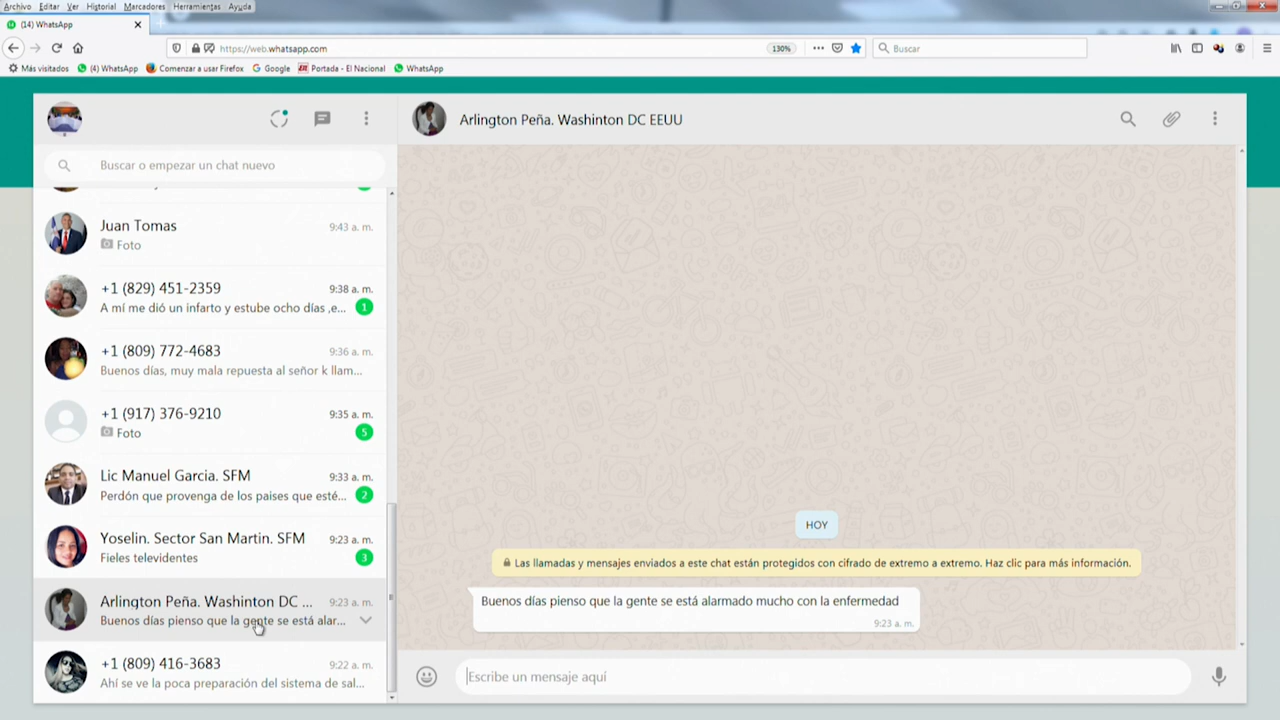 Archivo Editar Ver Historial Marcadores Herramientas Ayuda
(14) WhatsApp
https://web.whatsapp.com
130%
Buscar
Más visitados
(4) WhatsApp
Comenzar a usar Firefox
Google
Portada - El Nacional
WhatsApp
Buscar o empezar un chat nuevo
Juan Tomas
9:43 a. m.
Foto
+1 (829) 451-2359
9:38 a. m.
A mí me dió un infarto y estube ocho días ,e...
1
+1 (809) 772-4683
9:36 a. m.
Buenos días, muy mala repuesta al señor k llam...
+1 (917) 376-9210
9:35 a. m.
Foto
5
Lic Manuel Garcia. SFM
9:33 a. m.
Perdón que provenga de los paises que esté...
2
Yoselin. Sector San Martin. SFM
9:23 a. m.
Fieles televidentes
3
Arlington Peña. Washinton DC ...
9:23 a. m.
Buenos días pienso que la gente se está alar...
+1 (809) 416-3683
9:22 a. m.
Ahí se ve la poca preparación del sistema de sal...
Arlington Peña. Washinton DC EEUU
HOY
Las llamadas y mensajes enviados a este chat están protegidos con cifrado de extremo a extremo. Haz clic para más información.
Buenos días pienso que la gente se está alarmado mucho con la enfermedad
9:23 a. m.
Escribe un mensaje aquí